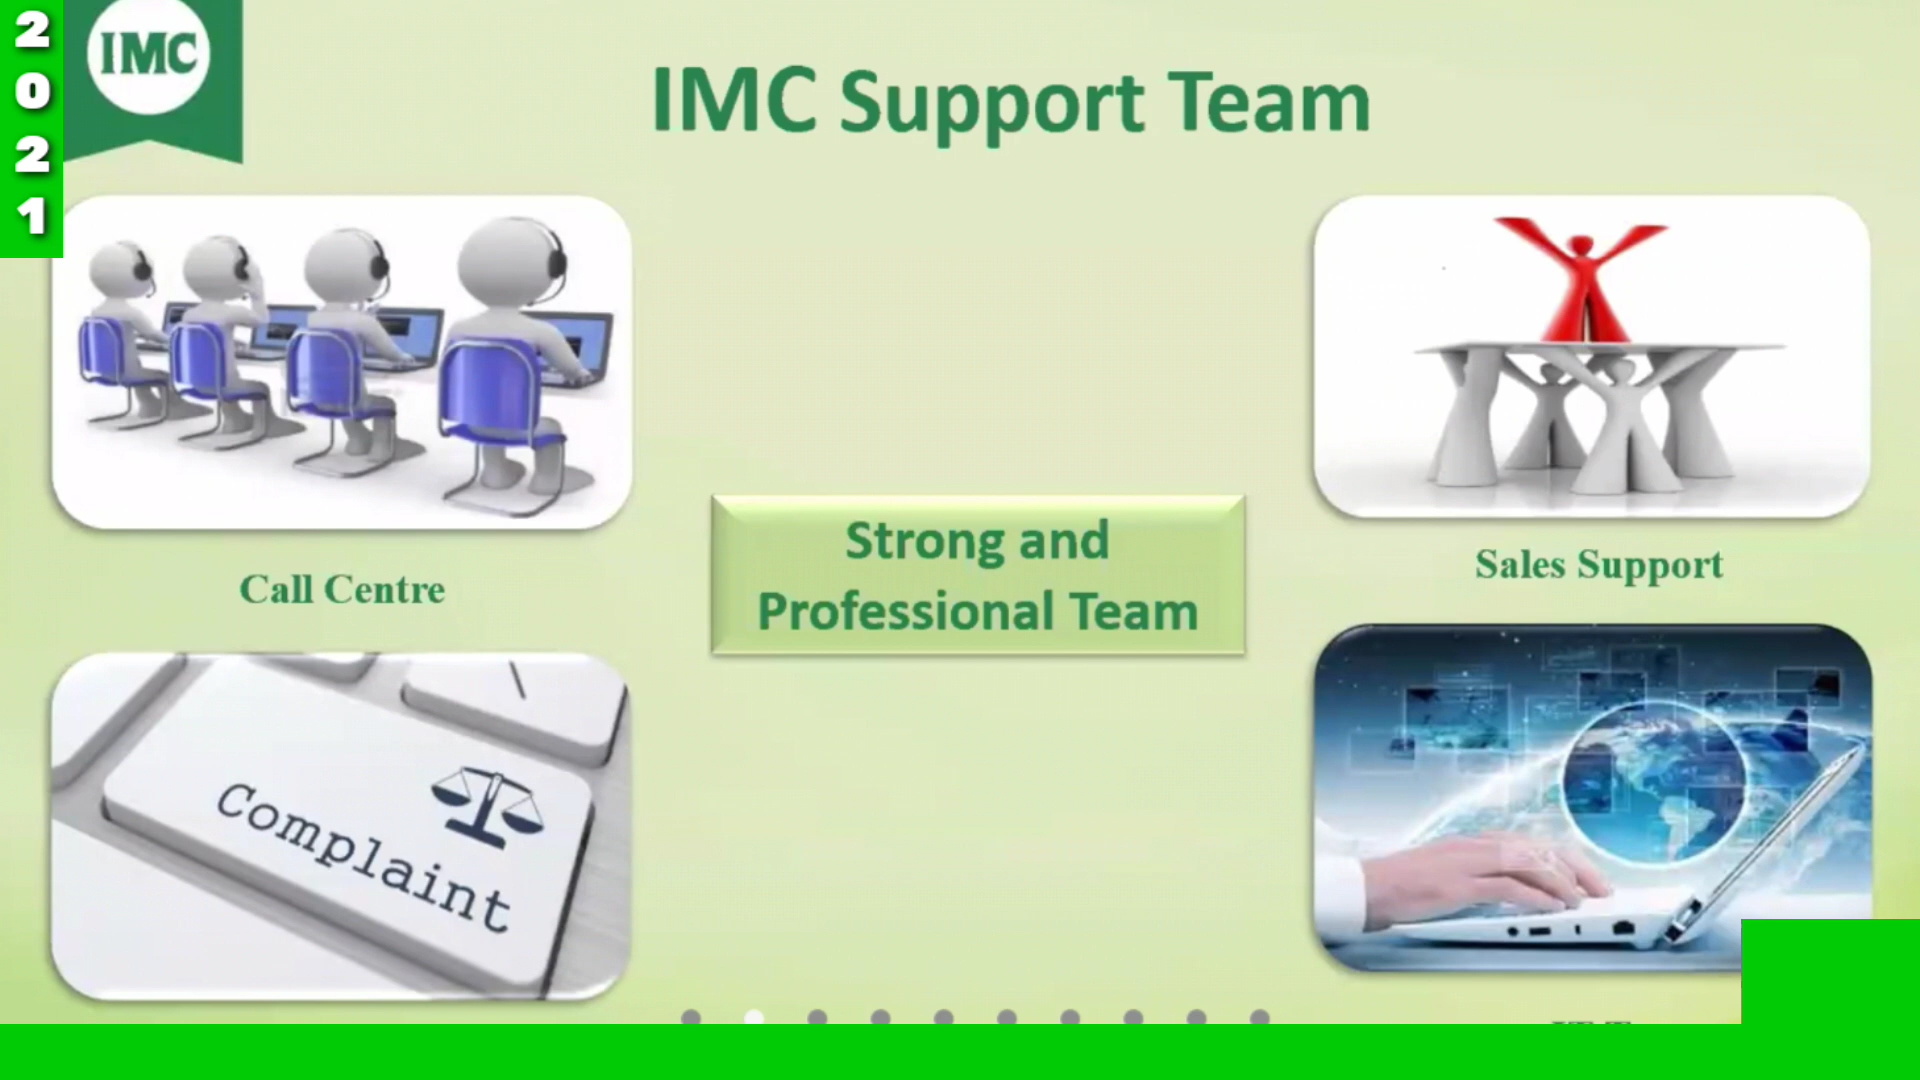 2
0
2
1
IMC
IMC Support Team
Call Centre
Strong and
Professional Team
Sales Support
Complaint